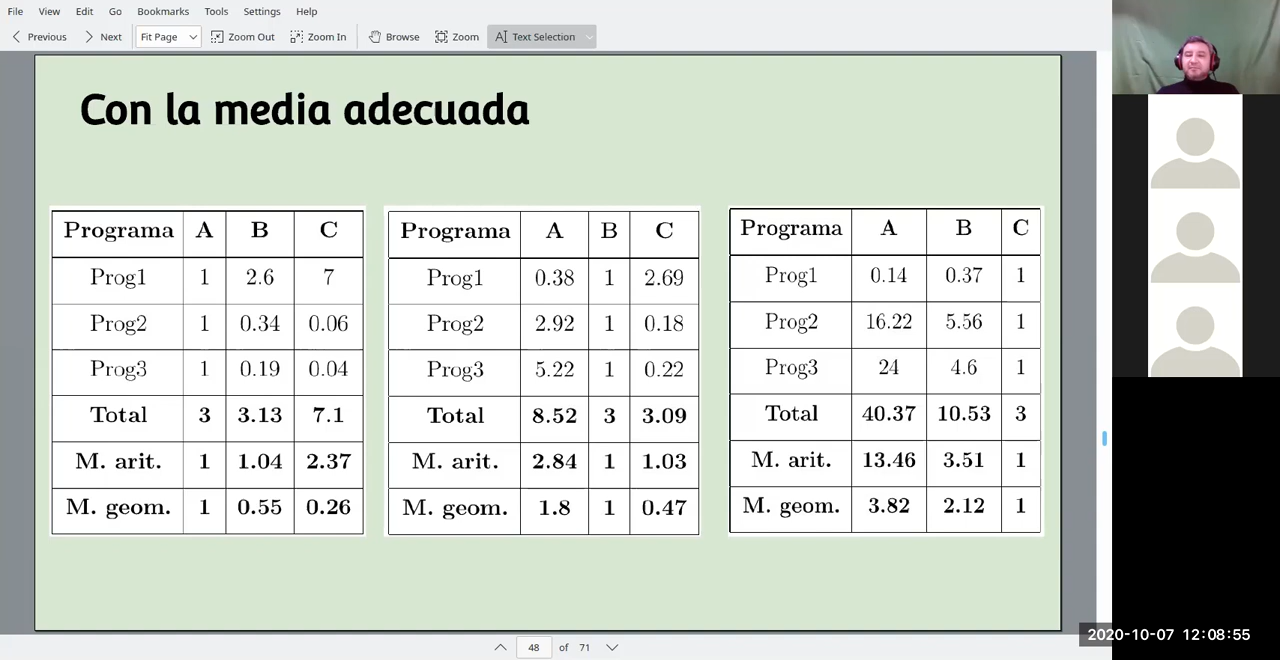 File View Edit Go Bookmarks Tools Settings Help
Previous Next Fit Page Zoom Out Zoom In Browse Zoom Text Selection
Con la media adecuada
Programa A B C
Prog1 1 2.6 7
Prog2 1 0.34 0.06
Prog3 1 0.19 0.04
Total 3 3.13 7.1
M. arit. 1 1.04 2.37
M. geom. 1 0.55 0.26
Programa A B C
Prog1 0.38 1 2.69
Prog2 2.92 1 0.18
Prog3 5.22 1 0.22
Total 8.52 3 3.09
M. arit. 2.84 1 1.03
M. geom. 1.8 1 0.47
Programa A B C
Prog1 0.14 0.37 1
Prog2 16.22 5.56 1
Prog3 24 4.6 1
Total 40.37 10.53 3
M. arit. 13.46 3.51 1
M. geom. 3.82 2.12 1
48 of 71
2020-10-07 12:08:55